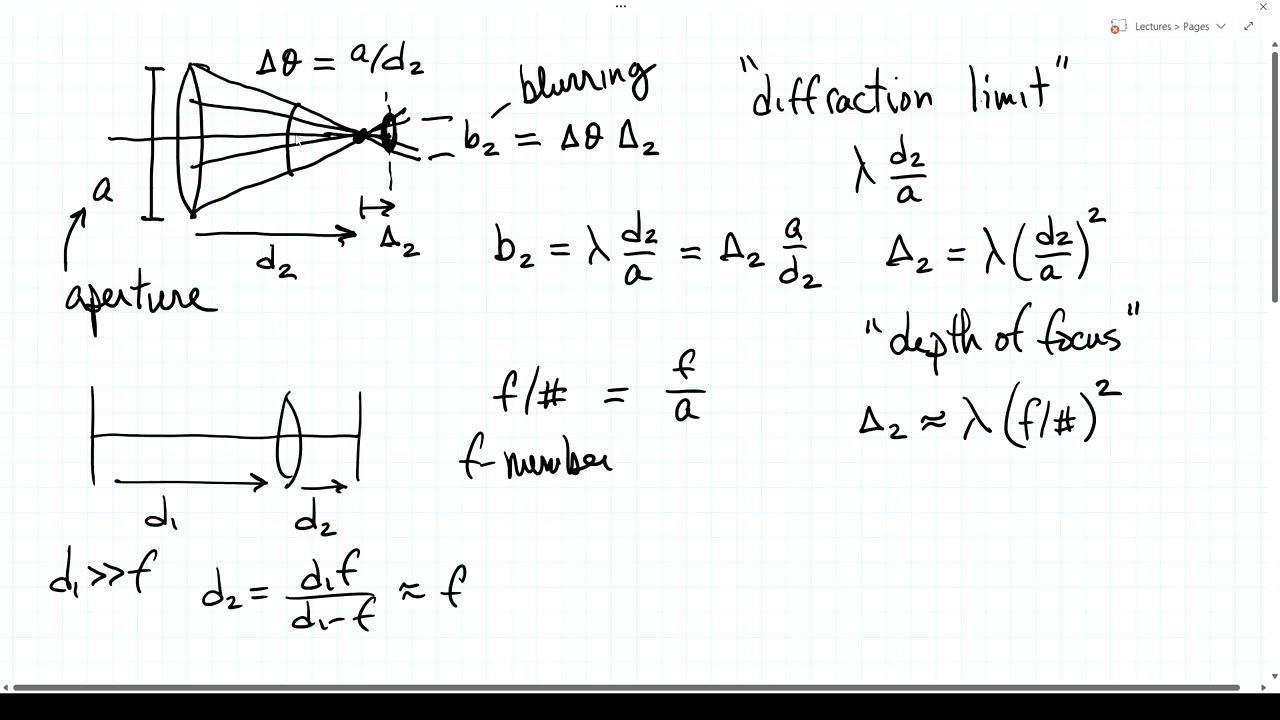 Lectures > Pages
Δθ = a/d₂
blurring
b₂ = Δθ Δ₂
"diffraction limit"
λ d₂/a
a
aperture
d₂
Δ₂
b₂ = λ d₂/a = Δ₂ a/d₂
Δ₂ = λ(d₂/a)²
"depth of focus"
Δ₂ ≈ λ(f/#)²
f/# = f/a
f-number
d₁
d₂
d₁ >> f
d₂ = d₁f/d₁-f ≈ f